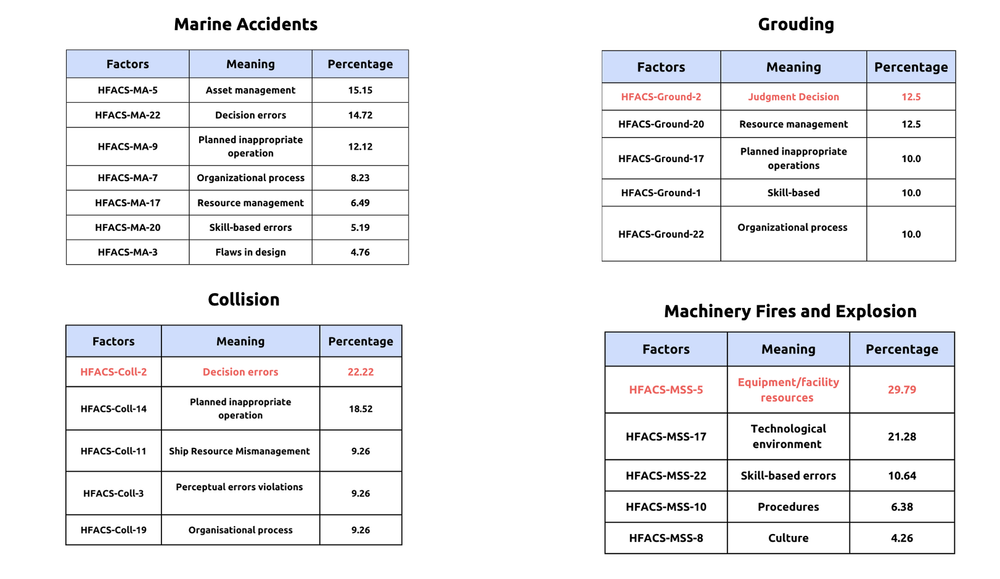 Marine Accidents
Factors Meaning Percentage
HFACS-MA-5 Asset management 15.15
HFACS-MA-22 Decision errors 14.72
HFACS-MA-9 Planned inappropriate operation 12.12
HFACS-MA-7 Organizational process 8.23
HFACS-MA-17 Resource management 6.49
HFACS-MA-20 Skill-based errors 5.19
HFACS-MA-3 Flaws in design 4.76
Grouding
Factors Meaning Percentage
HFACS-Ground-2 Judgment Decision 12.5
HFACS-Ground-20 Resource management 12.5
HFACS-Ground-17 Planned inappropriate operations 10.0
HFACS-Ground-1 Skill-based 10.0
HFACS-Ground-22 Organizational process 10.0
Collision
Factors Meaning Percentage
HFACS-Coll-2 Decision errors 22.22
HFACS-Coll-14 Planned inappropriate operation 18.52
HFACS-Coll-11 Ship Resource Mismanagement 9.26
HFACS-Coll-3 Perceptual errors violations 9.26
HFACS-Coll-19 Organisational process 9.26
Machinery Fires and Explosion
Factors Meaning Percentage
HFACS-MSS-5 Equipment/facility resources 29.79
HFACS-MSS-17 Technological environment 21.28
HFACS-MSS-22 Skill-based errors 10.64
HFACS-MSS-10 Procedures 6.38
HFACS-MSS-8 Culture 4.26